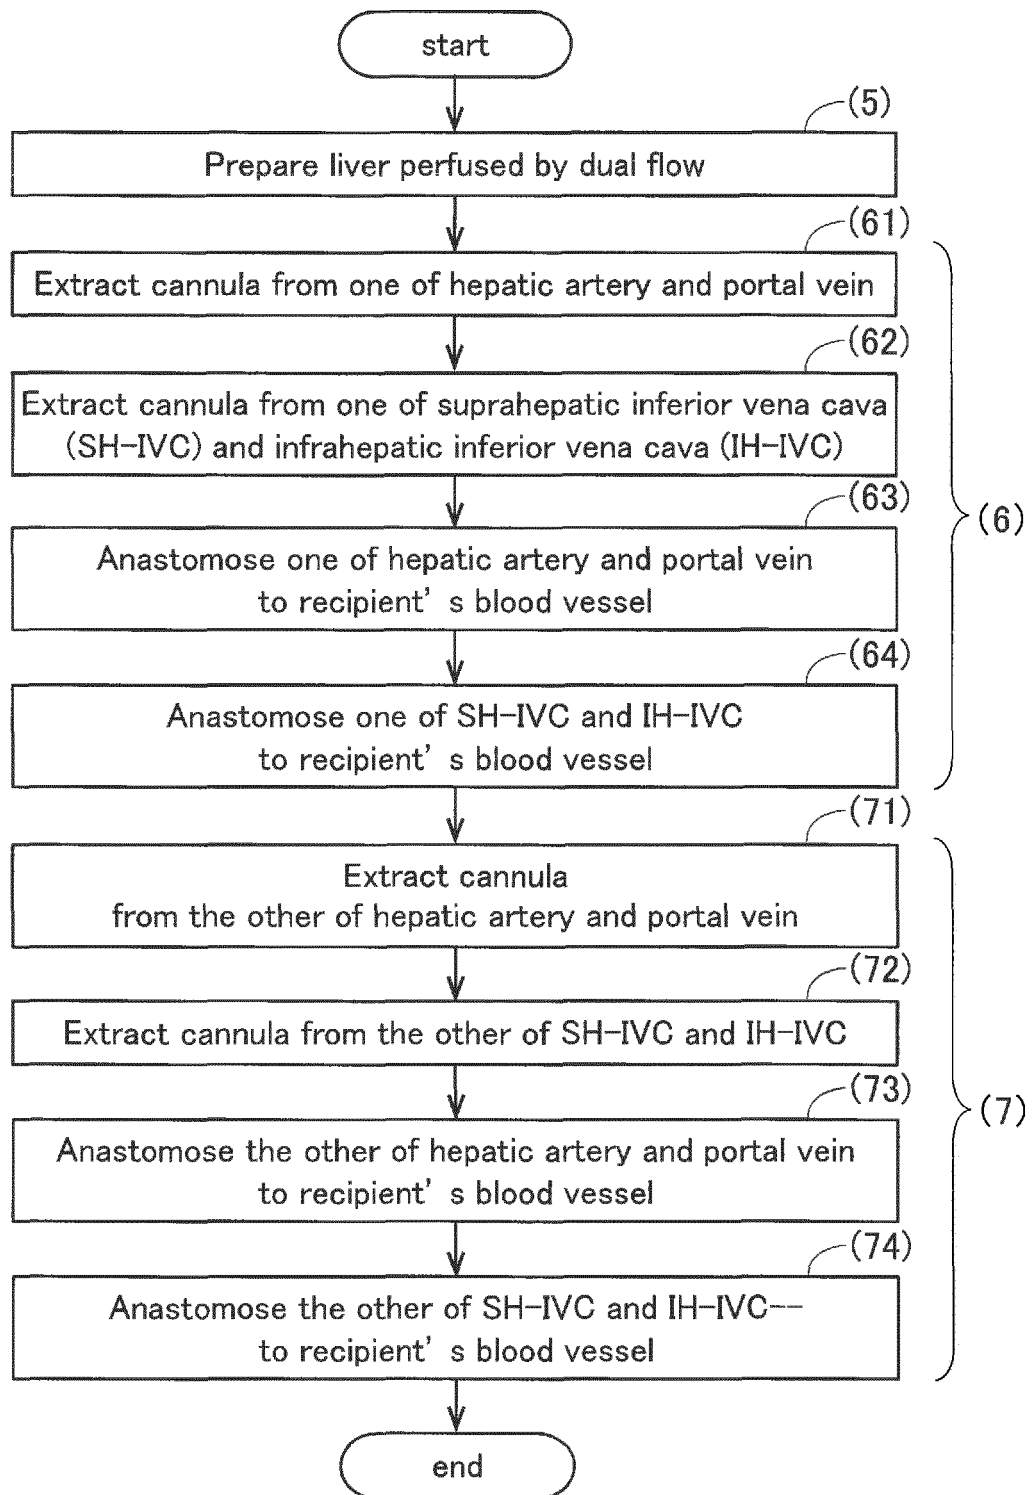 start
(5)
Prepare liver perfused by dual flow
(61)
Extract cannula from one of hepatic artery and portal vein
(62)
Extract cannula from one of suprahepatic inferior vena cava
(SH-IVC) and infrahepatic inferior vena cava (IH-IVC)
(63)
(6)
Anastomose one of hepatic artery and portal vein
to recipient' s blood vessel
(64)
Anastomose one of SH-IVC and IH-IVC
to recipient' s blood vessel
(71)
Extract cannula
from the other of hepatic artery and portal vein
(72)
Extract cannula from the other of SH-IVC and IH-IVC
(73)
(7)
Anastomose the other of hepatic artery and portal vein
to recipient' s blood vessel
(74)
Anastomose the other of SH-IVC and IH-IVC--
to recipient' s blood vessel
end